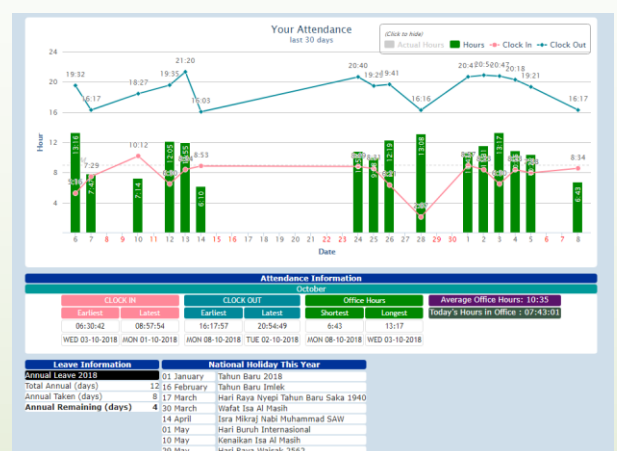 Your Attendance
last 30 days
(Click to hide)
Actual Hours Hours Clock In Clock Out
24
20
16
12
8
4
Hour
19:32
16:17
18:27
19:35
21:20
16:03
20:40
19:41
16:16
20:47
20:18
19:21
16:17
7:29
10:12
8:53
8:34
13:16
7:14
12:05
6:10
12:19
13:08
13:17
6:43
6 7 8 9 10 11 12 13 14 15 16 17 18 19 20 21 22 23 24 25 26 27 28 29 30 1 2 3 4 5 6 7 8
Date
Attendance Information
October
CLOCK IN CLOCK OUT Office Hours Average Office Hours: 10:35
Earliest Latest Earliest Latest Shortest Longest Today's Hours in Office : 07:43:01
06:30:42 08:57:54 16:17:57 20:54:49 6:43 13:17
WED 03-10-2018 MON 01-10-2018 MON 08-10-2018 TUE 02-10-2018 MON 08-10-2018 WED 03-10-2018
Leave Information National Holiday This Year
Annual Leave 2018 01 January Tahun Baru 2018
Total Annual (days) 12 16 February Tahun Baru Imlek
Annual Taken (days) 8 17 March Hari Raya Nyepi Tahun Baru Saka 1940
Annual Remaining (days) 4 30 March Wafat Isa Al Masih
14 April Isra Mikraj Nabi Muhammad SAW
01 May Hari Buruh Internasional
10 May Kenaikan Isa Al Masih
29 May Hari Raya Waisak 2562